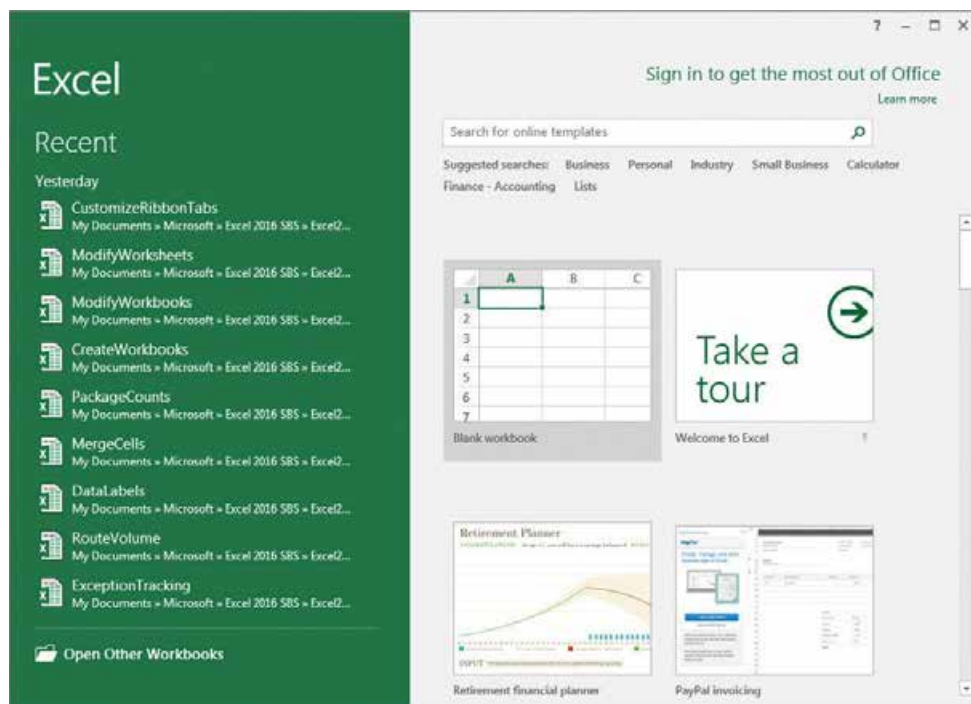 Excel
Recent
Yesterday
CustomizeRibbonTabs
My Documents » Microsoft » Excel 2016 SBS » Excel2...
ModifyWorksheets
My Documents » Microsoft » Excel 2016 SBS » Excel2...
ModifyWorkbooks
My Documents » Microsoft » Excel 2016 SBS » Excel2...
CreateWorkbooks
My Documents » Microsoft » Excel 2016 SBS » Excel2...
PackageCounts
My Documents » Microsoft » Excel 2016 SBS » Excel2...
MergeCells
My Documents » Microsoft » Excel 2016 SBS » Excel2...
DataLabels
My Documents » Microsoft » Excel 2016 SBS » Excel2...
RouteVolume
My Documents » Microsoft » Excel 2016 SBS » Excel2...
ExceptionTracking
My Documents » Microsoft » Excel 2016 SBS » Excel2...
Open Other Workbooks
?
Sign in to get the most out of Office
Learn more
Search for online templates
Suggested searches: Business Personal Industry Small Business Calculator
Finance - Accounting Lists
A B C
1
2
3
4
5
6
7
Blank workbook
Take a
tour
Welcome to Excel
Retirement Planner
INPUT
Retirement financial planner
PayPal
PayPal invoicing